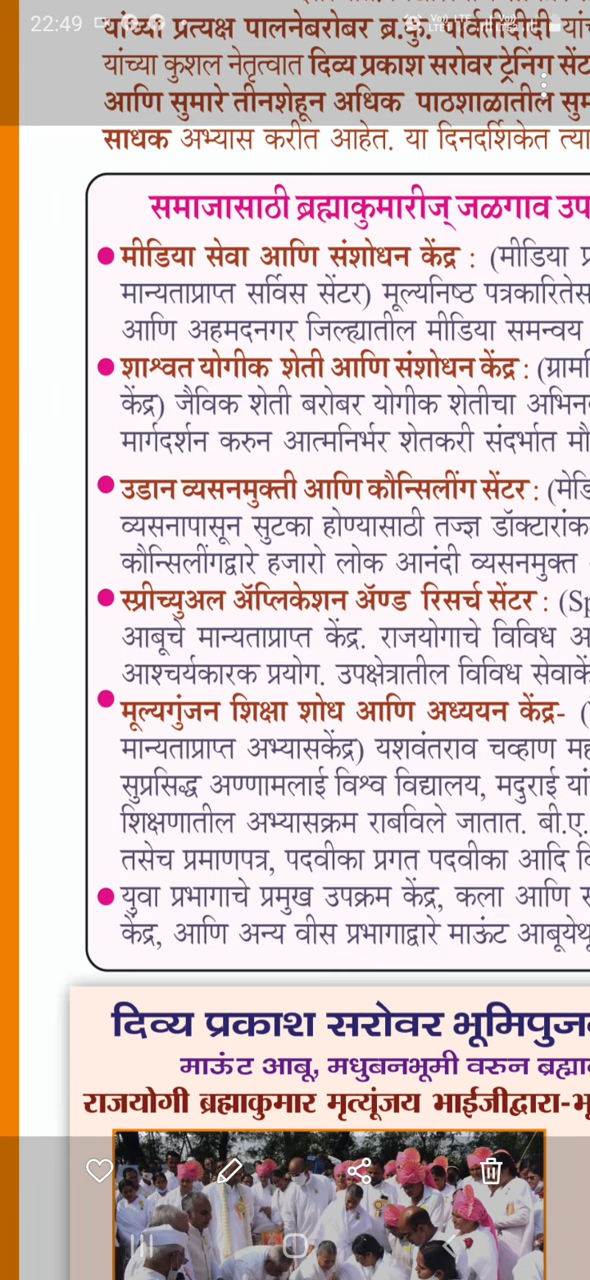 22:49
यांच्या प्रत्यक्ष पालनेबरोबर ब्र.कु.
यांच्या कुशल नेतृत्वात दिव्य प्रकाश सरोवर ट्रेनिंग सेंट
आणि सुमारे तीनशेहून अधिक पाठशाळातील सुम
साधक अभ्यास करीत आहेत. या दिनदर्शिकेत त्या
समाजासाठी ब्रह्माकुमारीज् जळगाव उप
मीडिया सेवा आणि संशोधन केंद्र : (मीडिया प्र
मान्यताप्राप्त सर्विस सेंटर) मूल्यनिष्ठ पत्रकारितेस
आणि अहमदनगर जिल्ह्यातील मीडिया समन्वय
शाश्वत योगीक शेती आणि संशोधन केंद्र : (ग्रामि
केंद्र) जैविक शेती बरोबर योगीक शेतीचा अभिन
मार्गदर्शन करुन आत्मनिर्भर शेतकरी संदर्भात मौ
उडान व्यसनमुक्ती आणि कौन्सिलींग सेंटर : (मेडि
व्यसनापासून सुटका होण्यासाठी तज्ज्ञ डॉक्टरांक
कौन्सिलींगद्वारे हजारो लोक आनंदी व्यसनमुक्त
स्प्रीच्युअल ॲप्लिकेशन ॲण्ड रिसर्च सेंटर : (Sp
आबूचे मान्यताप्राप्त केंद्र. राजयोगाचे विविध अ
आश्चर्यकारक प्रयोग. उपक्षेत्रातील विविध सेवाकें
मूल्यगुंजन शिक्षा शोध आणि अध्ययन केंद्र- (
मान्यताप्राप्त अभ्यासकेंद्र) यशवंतराव चव्हाण मह
सुप्रसिद्ध अण्णामलाई विश्व विद्यालय, मदुराई यां
शिक्षणातील अभ्यासक्रम राबविले जातात. बी.ए.
तसेच प्रमाणपत्र, पदवीका प्रगत पदवीका आदि वि
युवा प्रभागाचे प्रमुख उपक्रम केंद्र, कला आणि स
केंद्र, आणि अन्य वीस प्रभागाद्वारे माऊंट आबूयेथ
दिव्य प्रकाश सरोवर भूमिपुज
माऊंट आबू, मधुबनभूमी वरुन ब्रह्मा
राजयोगी ब्रह्माकुमार मृत्यूंजय भाईजीद्वारा-भू